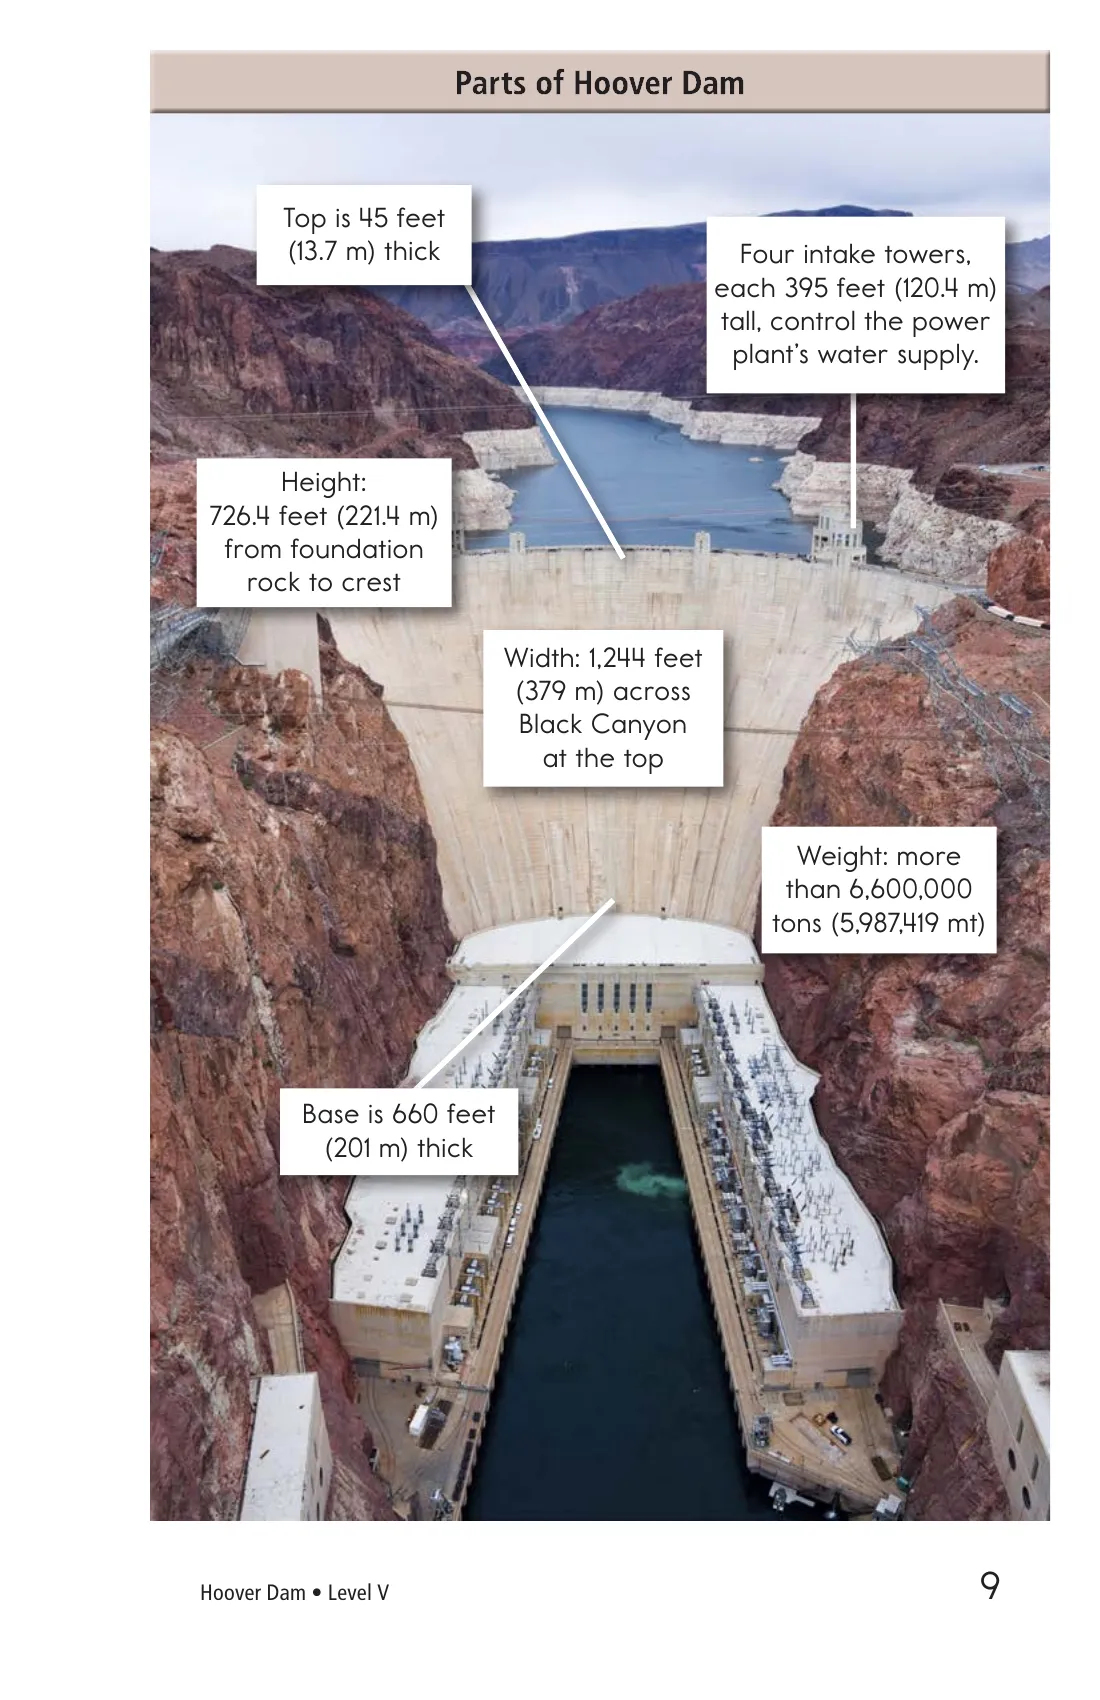 Parts of Hoover Dam
Top is 45 feet
(13.7 m) thick
Four intake towers,
each 395 feet (120.4 m)
tall, control the power
plant’s water supply.
Height:
726.4 feet (221.4 m)
from foundation
rock to crest
Width: 1,244 feet
(379 m) across
Black Canyon
at the top
Weight: more
than 6,600,000
tons (5,987,419 mt)
Base is 660 feet
(201 m) thick
Hoover Dam • Level V
9